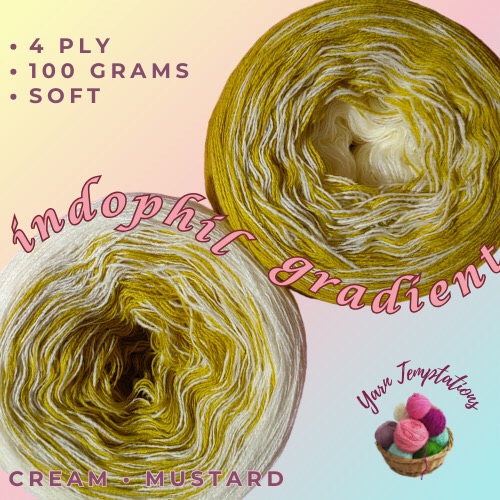 • 4 PLY
• 100 GRAMS
• SOFT
indophil gradient
Yarn Temptations
CREAM • MUSTARD